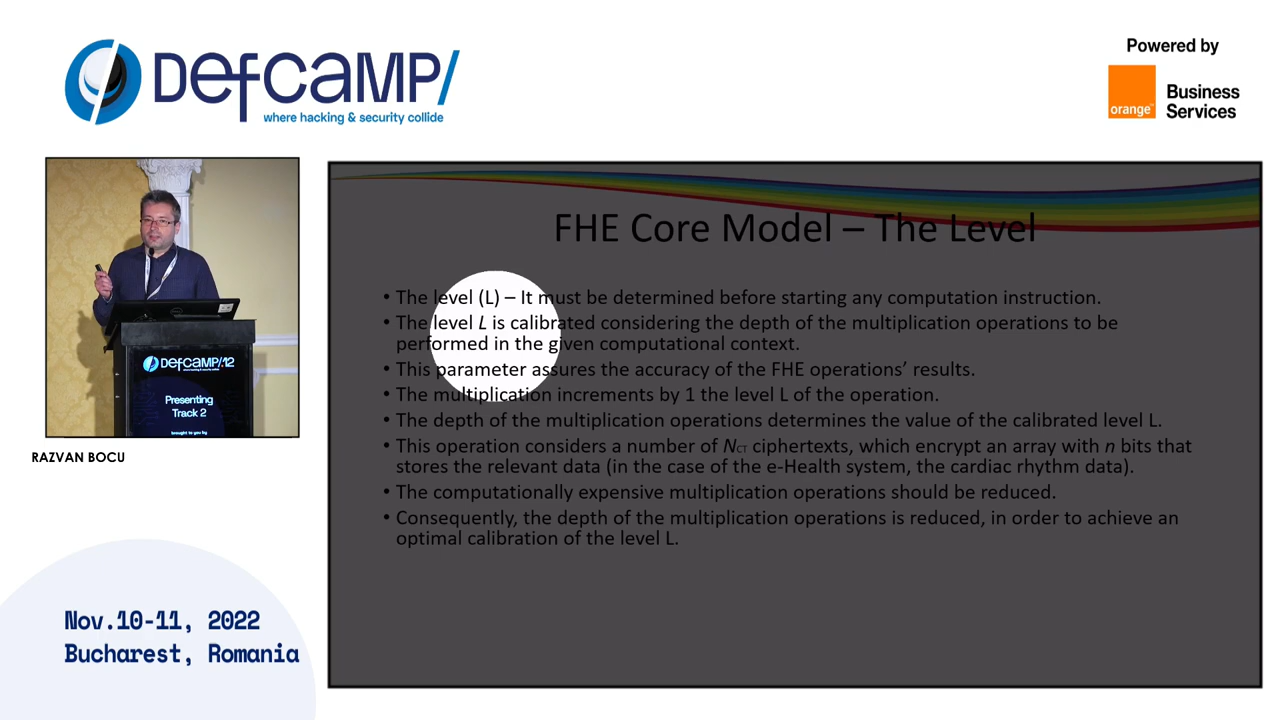 DefCamp/
where hacking & security collide
Powered by
orange™
Business
Services
DefCamp/12
Presenting
Track 2
brought to you by
RAZVAN BOCU
Nov.10-11, 2022
Bucharest, Romania
FHE Core Model – The Level
• The level (L) – It must be determined before starting any computation instruction.
• The level L is calibrated considering the depth of the multiplication operations to be
performed in the given computational context.
• This parameter assures the accuracy of the FHE operations’ results.
• The multiplication increments by 1 the level L of the operation.
• The depth of the multiplication operations determines the value of the calibrated level L.
• This operation considers a number of NCT ciphertexts, which encrypt an array with n bits that
stores the relevant data (in the case of the e-Health system, the cardiac rhythm data).
• The computationally expensive multiplication operations should be reduced.
• Consequently, the depth of the multiplication operations is reduced, in order to achieve an
optimal calibration of the level L.